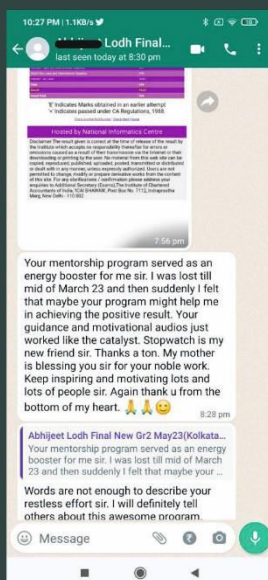 10:27 PM | 1.1KB/s
Lodh Final...
last seen today at 8:30 pm
'E' Indicates Marks obtained in an earlier attempt
Hosted by National Informatics Centre
7:56 pm
Your mentorship program served as an
energy booster for me sir. I was lost till
mid of March 23 and then suddenly I felt
that maybe your program might help me
in achieving the positive result. Your
guidance and motivational audios just
worked like the catalyst. Stopwatch is my
new friend sir. Thanks a ton. My mother
is blessing you sir for your noble work.
Keep inspiring and motivating lots and
lots of people sir. Again thank u from the
bottom of my heart. 🙏🙏😊
8:28 pm
Abhijeet Lodh Final New Gr2 May23(Kolkata...
Your mentorship program served as an energy
booster for me sir. I was lost till mid of March
23 and then suddenly I felt that maybe your ...
Words are not enough to describe your
restless effort sir. I will definitely tell
others about this awesome program.
Message